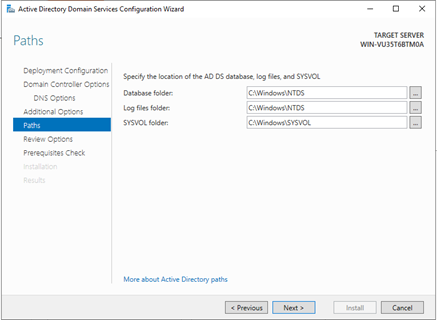 Active Directory Domain Services Configuration Wizard
Paths
TARGET SERVER
WIN-VU35T6BTM0A
Deployment Configuration
Domain Controller Options
DNS Options
Additional Options
Paths
Review Options
Prerequisites Check
Installation
Results
Specify the location of the AD DS database, log files, and SYSVOL
Database folder: C:\Windows\NTDS ...
Log files folder: C:\Windows\NTDS ...
SYSVOL folder: C:\Windows\SYSVOL ...
More about Active Directory paths
< Previous Next > Install Cancel